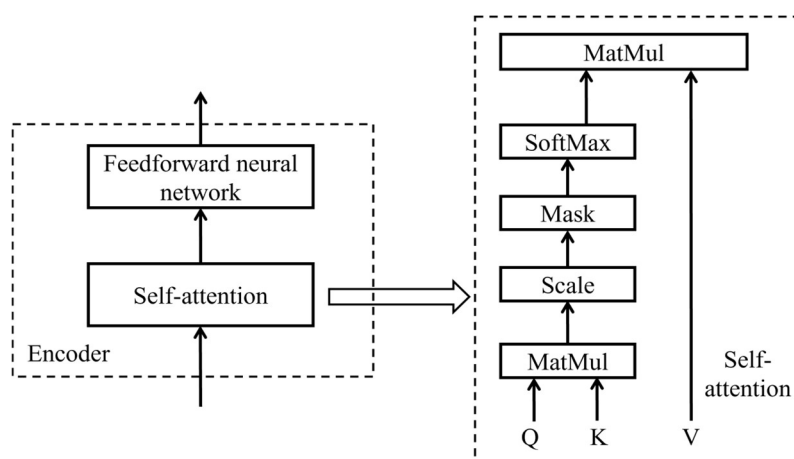 Feedforward neural
network
Self-attention
Encoder
MatMul
SoftMax
Mask
Scale
MatMul
Self-
attention
Q K V